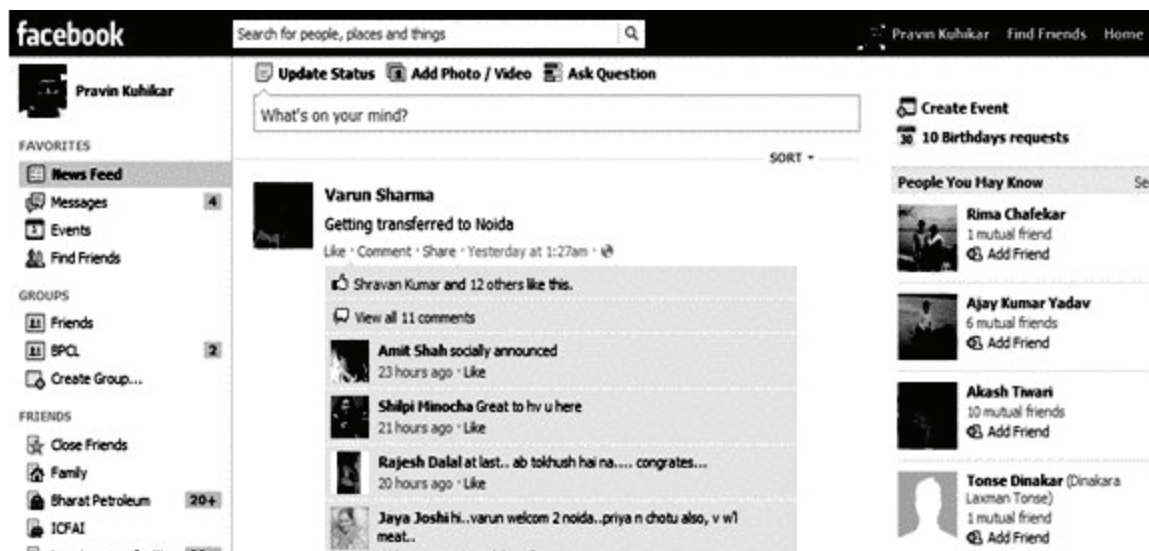 facebook
Search for people, places and things
Pravin Kuhikar Find Friends Home
Pravin Kuhikar
FAVORITES
News Feed
Messages 4
Events
Find Friends
GROUPS
Friends
BPCL 2
Create Group...
FRIENDS
Close Friends
Family
Bharat Petroleum 20+
ICFAI
Update Status Add Photo / Video Ask Question
What's on your mind?
SORT
Varun Sharma
Getting transferred to Noida
Like · Comment · Share · Yesterday at 1:27am ·
Shravan Kumar and 12 others like this.
View all 11 comments
Amit Shah socially announced
23 hours ago · Like
Shilpi Minocha Great to hv u here
21 hours ago · Like
Rajesh Dalal at last.. ab tokhush hai na.... congrates...
20 hours ago · Like
Jaya Joshi hi..varun welcom 2 noida..priya n chotu also, v w'l
meat..
Create Event
30 10 Birthdays requests
People You May Know Se
Rima Chafekar
1 mutual friend
Add Friend
Ajay Kumar Yadav
6 mutual friends
Add Friend
Akash Tiwari
10 mutual friends
Add Friend
Tonse Dinakar (Dinakara
Laxman Tonse)
1 mutual friend
Add Friend